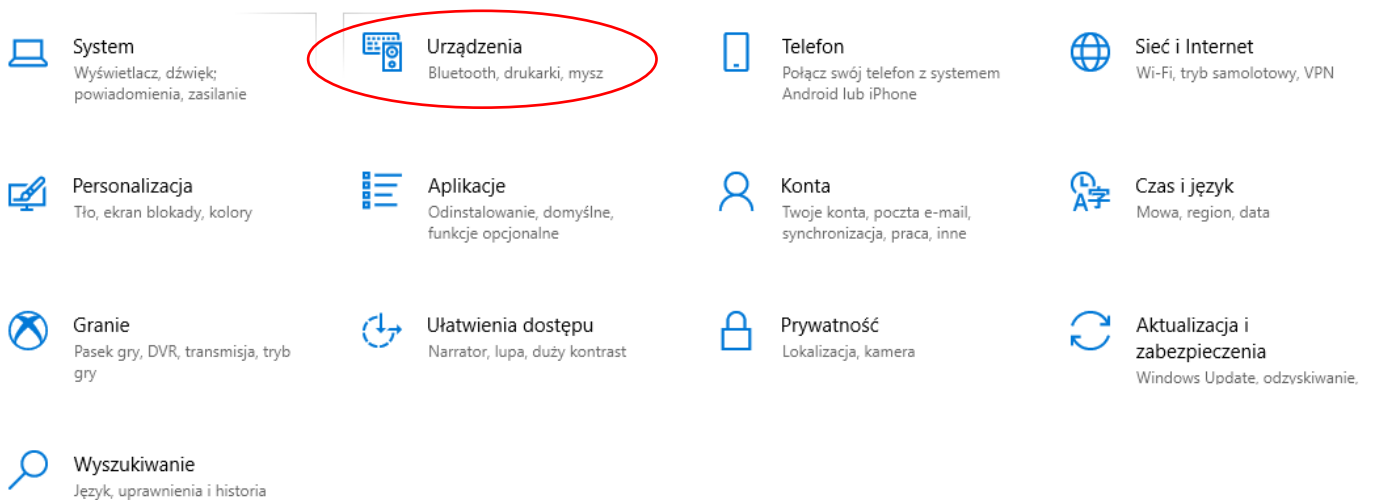 System
Wyświetlacz, dźwięk;
powiadomienia, zasilanie
Urządzenia
Bluetooth, drukarki, mysz
Telefon
Połącz swój telefon z systemem
Android lub iPhone
Sieć i Internet
Wi-Fi, tryb samolotowy, VPN
Personalizacja
Tło, ekran blokady, kolory
Aplikacje
Odinstalowanie, domyślne,
funkcje opcjonalne
Konta
Twoje konta, poczta e-mail,
synchronizacja, praca, inne
Czas i język
Mowa, region, data
Granie
Pasek gry, DVR, transmisja, tryb
gry
Ułatwienia dostępu
Narrator, lupa, duży kontrast
Prywatność
Lokalizacja, kamera
Aktualizacja i
zabezpieczenia
Windows Update, odzyskiwanie,
Wyszukiwanie
Język, uprawnienia i historia